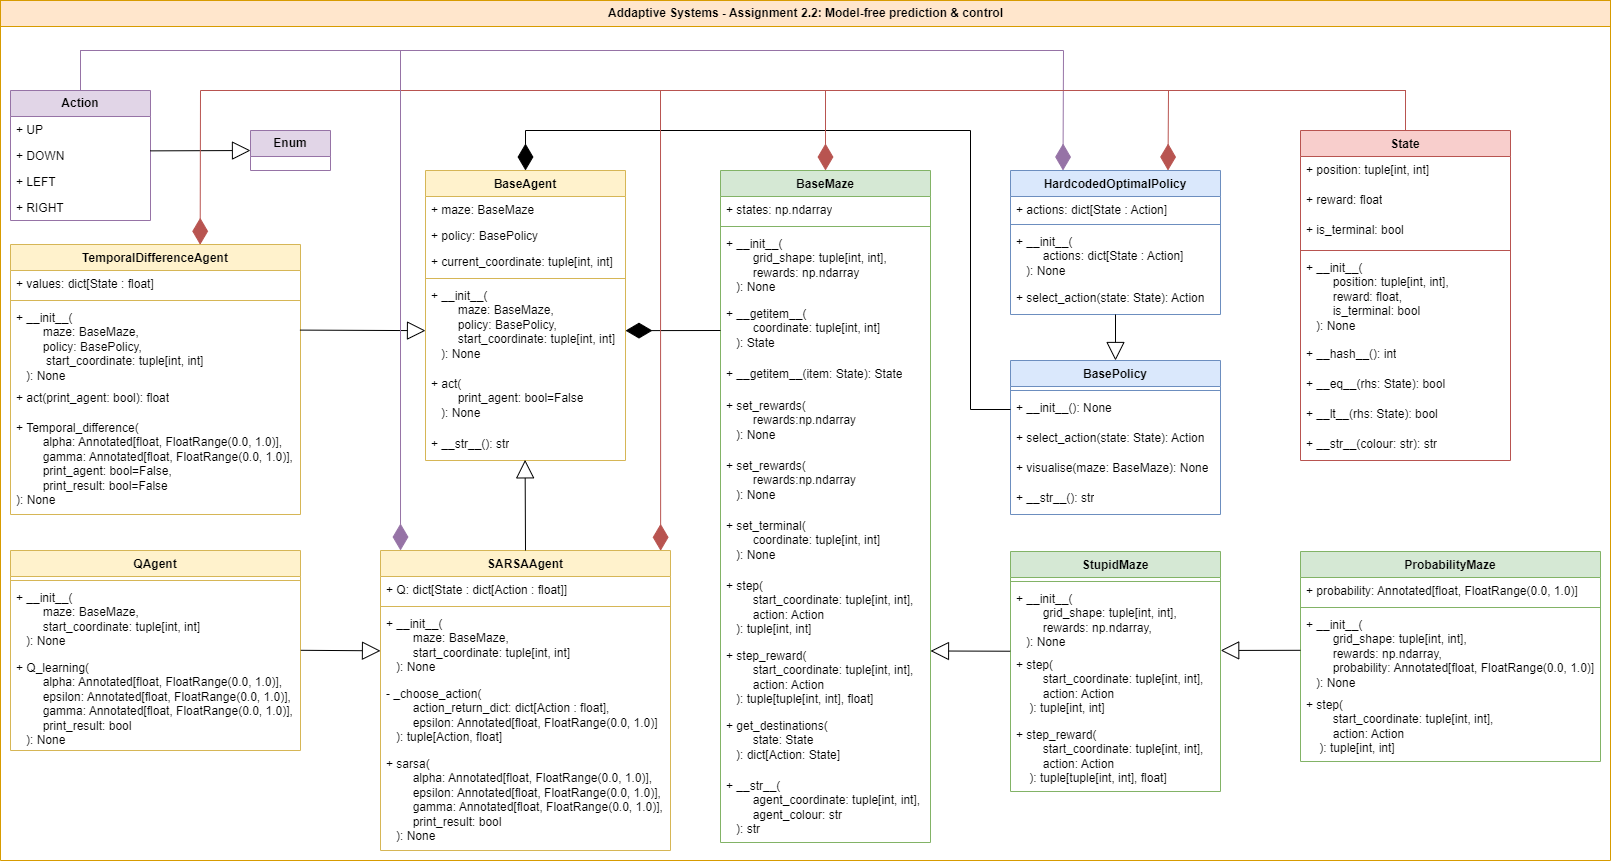 Addaptive Systems - Assignment 2.2: Model-free prediction & control
Action
+ UP
+ DOWN
+ LEFT
+ RIGHT
Enum
TemporalDifferenceAgent
+ values: dict[State : float]
+ __init__(
maze: BaseMaze,
policy: BasePolicy,
start_coordinate: tuple[int, int]
): None
+ act(print_agent: bool): float
+ Temporal_difference(
alpha: Annotated[float, FloatRange(0.0, 1.0)],
gamma: Annotated[float, FloatRange(0.0, 1.0)],
print_agent: bool=False,
print_result: bool=False
): None
QAgent
+ __init__(
maze: BaseMaze,
start_coordinate: tuple[int, int]
): None
+ Q_learning(
alpha: Annotated[float, FloatRange(0.0, 1.0)],
epsilon: Annotated[float, FloatRange(0.0, 1.0)],
gamma: Annotated[float, FloatRange(0.0, 1.0)],
print_result: bool
): None
BaseAgent
+ maze: BaseMaze
+ policy: BasePolicy
+ current_coordinate: tuple[int, int]
+ __init__(
maze: BaseMaze,
policy: BasePolicy,
start_coordinate: tuple[int, int]
): None
+ act(
print_agent: bool=False
): None
+ __str__(): str
SARSAAgent
+ Q: dict[State : dict[Action : float]]
+ __init__(
maze: BaseMaze,
start_coordinate: tuple[int, int]
): None
- _choose_action(
action_return_dict: dict[Action : float],
epsilon: Annotated[float, FloatRange(0.0, 1.0)]
): tuple[Action, float]
+ sarsa(
alpha: Annotated[float, FloatRange(0.0, 1.0)],
epsilon: Annotated[float, FloatRange(0.0, 1.0)],
gamma: Annotated[float, FloatRange(0.0, 1.0)],
print_result: bool
): None
BaseMaze
+ states: np.ndarray
+ __init__(
grid_shape: tuple[int, int],
rewards: np.ndarray
): None
+ __getitem__(
coordinate: tuple[int, int]
): State
+ __getitem__(item: State): State
+ set_rewards(
rewards:np.ndarray
): None
+ set_rewards(
rewards:np.ndarray
): None
+ set_terminal(
coordinate: tuple[int, int]
): None
+ step(
start_coordinate: tuple[int, int],
action: Action
): tuple[int, int]
+ step_reward(
start_coordinate: tuple[int, int],
action: Action
): tuple[tuple[int, int], float]
+ get_destinations(
state: State
): dict[Action: State]
+ __str__(
agent_coordinate: tuple[int, int],
agent_colour: str
): str
HardcodedOptimalPolicy
+ actions: dict[State : Action]
+ __init__(
actions: dict[State : Action]
): None
+ select_action(state: State): Action
BasePolicy
+ __init__(): None
+ select_action(state: State): Action
+ visualise(maze: BaseMaze): None
+ __str__(): str
StupidMaze
+ __init__(
grid_shape: tuple[int, int],
rewards: np.ndarray,
): None
+ step(
start_coordinate: tuple[int, int],
action: Action
): tuple[int, int]
+ step_reward(
start_coordinate: tuple[int, int],
action: Action
): tuple[tuple[int, int], float]
State
+ position: tuple[int, int]
+ reward: float
+ is_terminal: bool
+ __init__(
position: tuple[int, int],
reward: float,
is_terminal: bool
): None
+ __hash__(): int
+ __eq__(rhs: State): bool
+ __lt__(rhs: State): bool
+ __str__(colour: str): str
ProbabilityMaze
+ probability: Annotated[float, FloatRange(0.0, 1.0)]
+ __init__(
grid_shape: tuple[int, int],
rewards: np.ndarray,
probability: Annotated[float, FloatRange(0.0, 1.0)]
): None
+ step(
start_coordinate: tuple[int, int],
action: Action
): tuple[int, int]